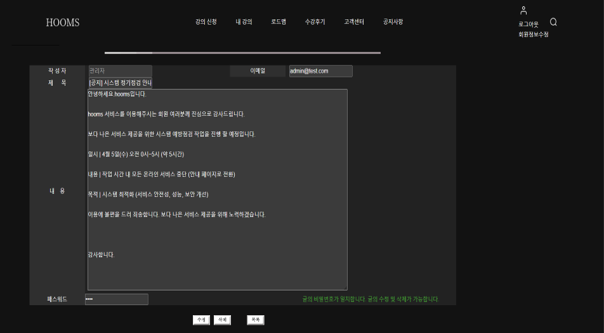 HOOMS
강의 신청 내 강의 로드맵 수강후기 고객센터 공지사항
로그아웃
회원정보수정
작 성 자 관리자 이메일 admin@test.com
제 목 [공지] 시스템 정기점검 안내
안녕하세요.hooms입니다.
hooms 서비스를 이용해주시는 회원 여러분께 진심으로 감사드립니다.
보다 나은 서비스 제공을 위한 시스템 예방점검 작업을 진행 할 예정입니다.
일시 | 4월 5일(수) 오전 0시~5시 (약 5시간)
내용 | 작업 시간 내 모든 온라인 서비스 중단 (안내 페이지로 전환)
목적 | 시스템 최적화 (서비스 안전성, 성능, 보안 개선)
내 용
이용에 불편을 드려 죄송합니다. 보다 나은 서비스 제공을 위해 노력하겠습니다.
감사합니다.
패스워드 •••• 글의 비밀번호가 일치합니다. 글의 수정 및 삭제가 가능합니다.
수정 삭제 목록